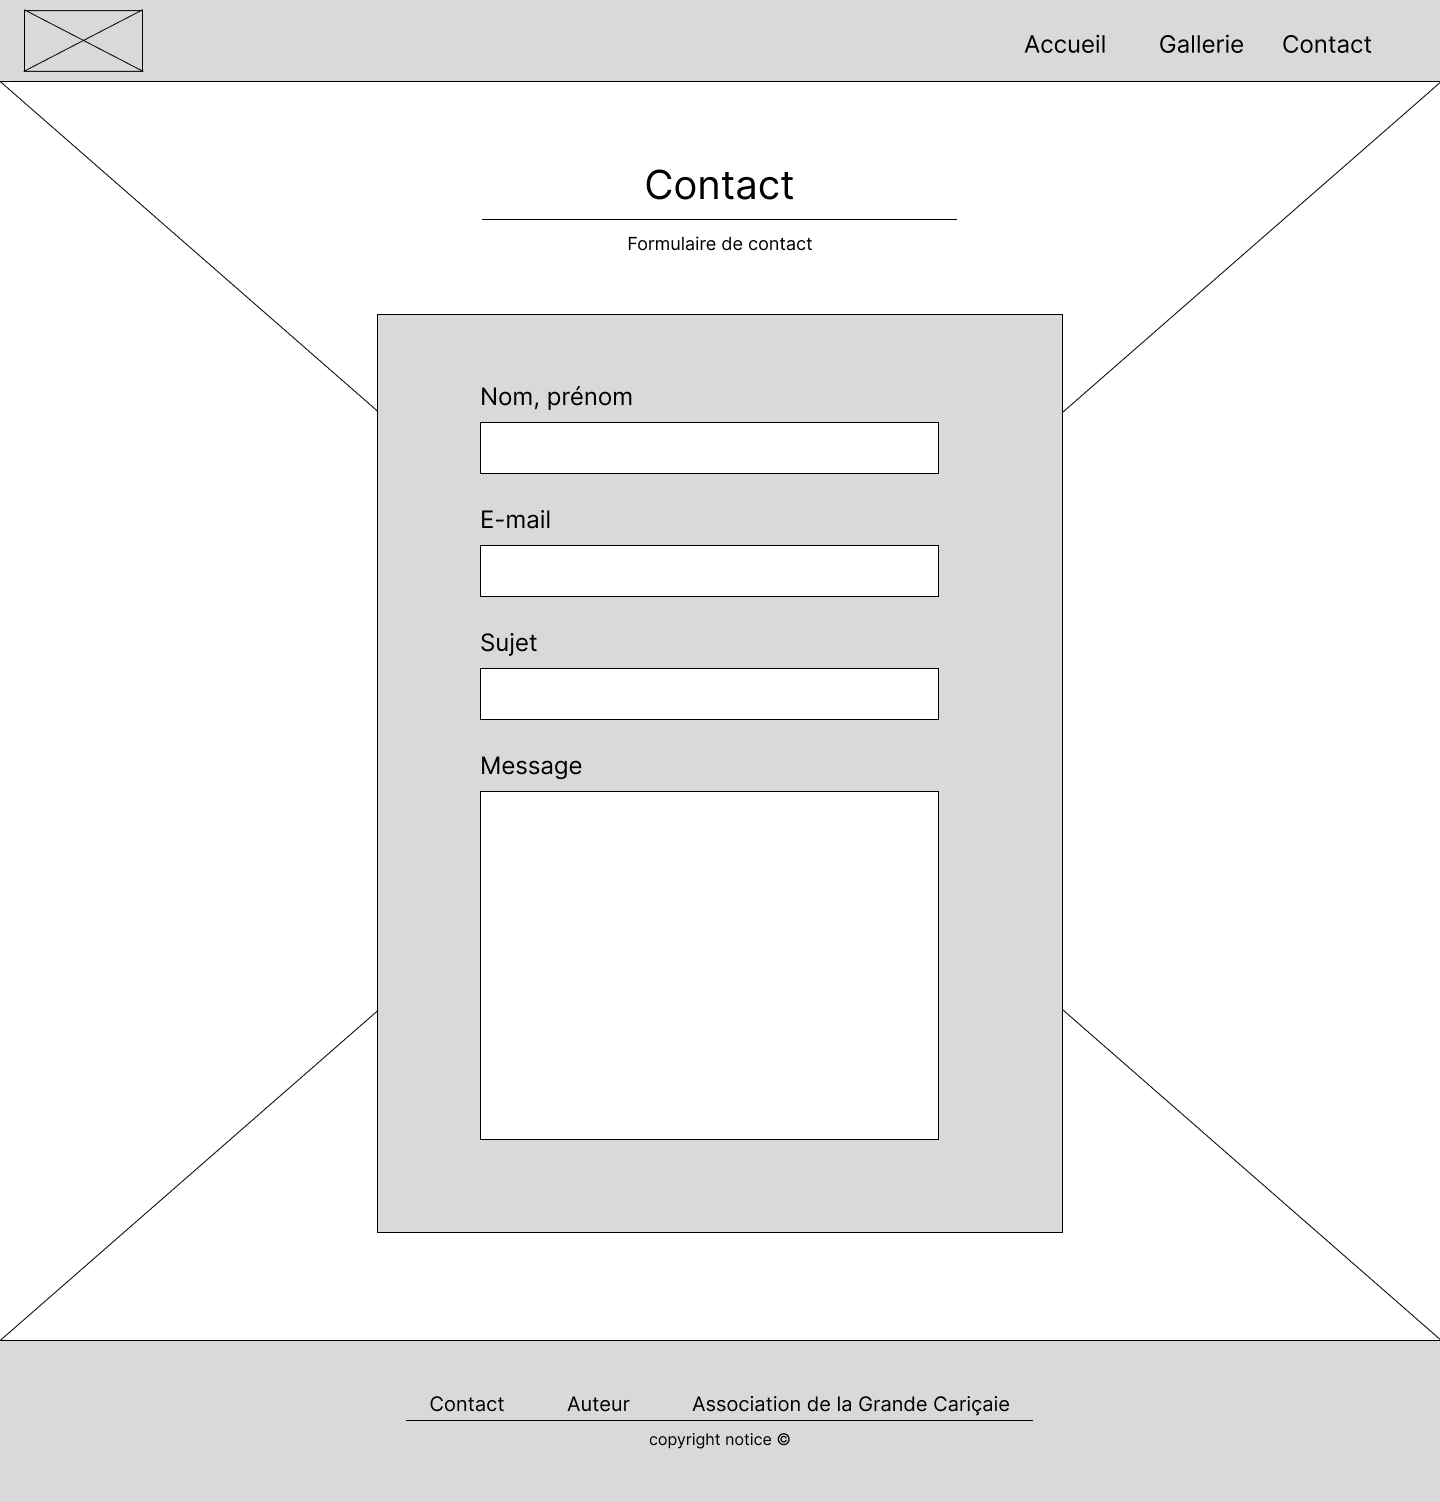 Accueil Gallerie Contact
Contact
Formulaire de contact
Nom, prénom
E-mail
Sujet
Message
Contact Auteur Association de la Grande Cariçaie
copyright notice ©